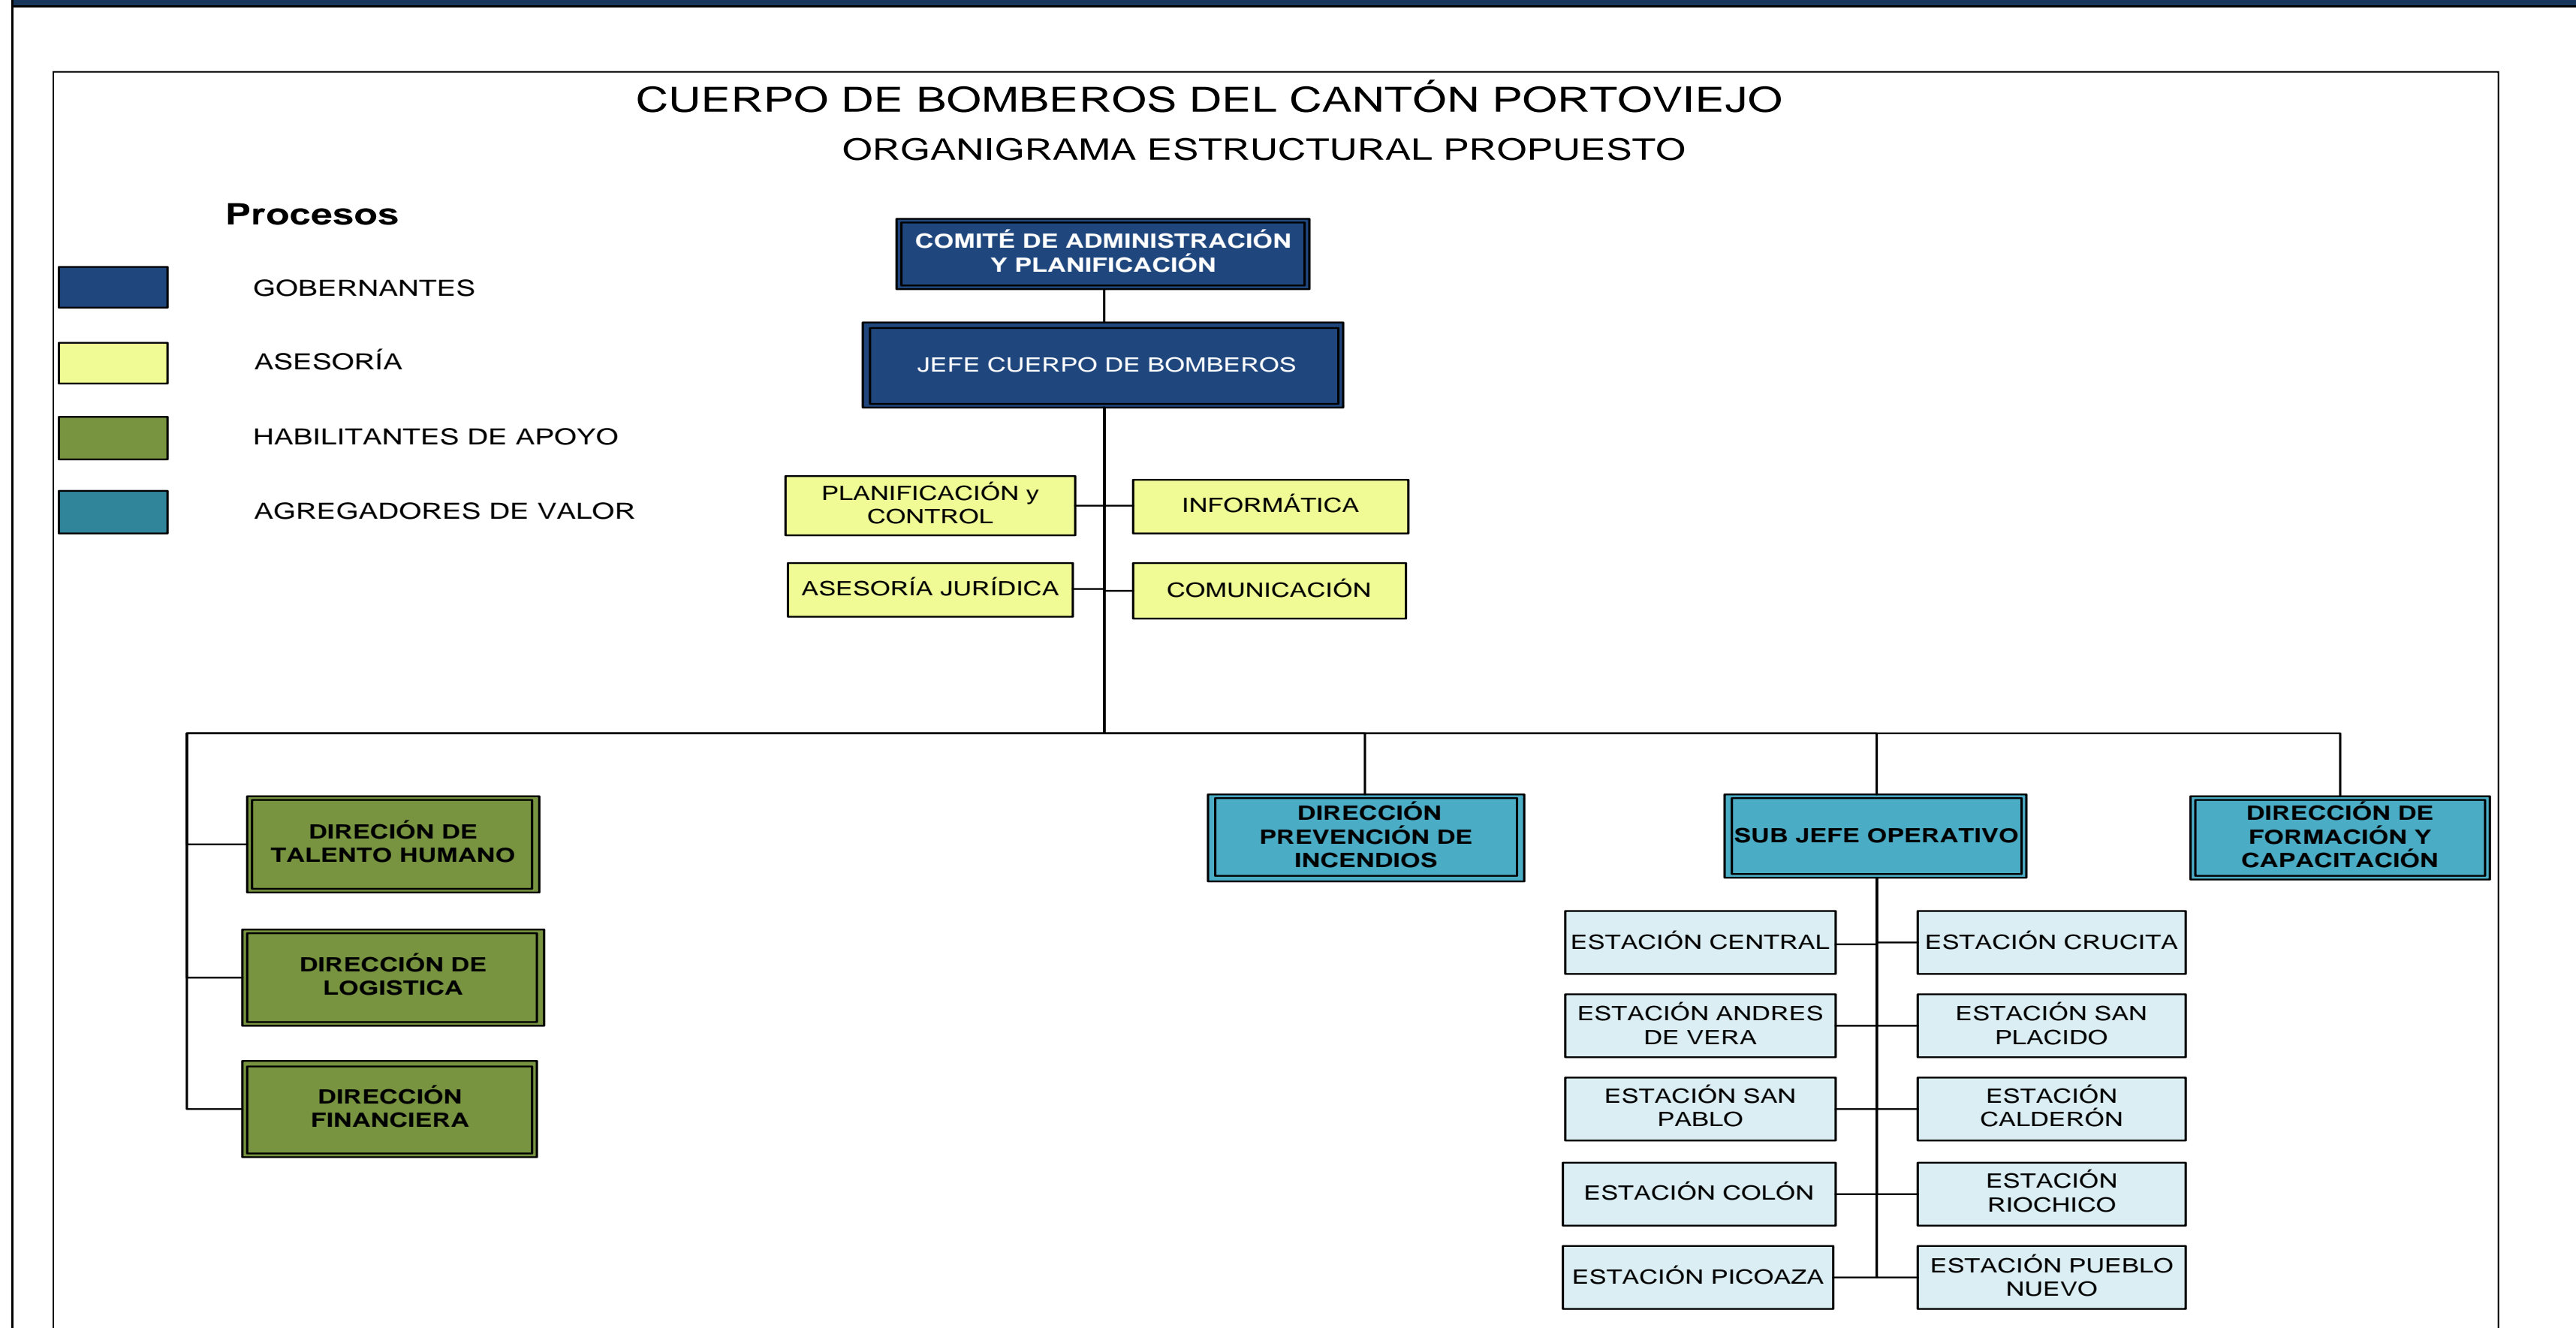 CUERPO DE BOMBEROS DEL CANTÓN PORTOVIEJO
ORGANIGRAMA ESTRUCTURAL PROPUESTO
Procesos
GOBERNANTES
ASESORÍA
HABILITANTES DE APOYO
AGREGADORES DE VALOR
COMITÉ DE ADMINISTRACIÓN
Y PLANIFICACIÓN
JEFE CUERPO DE BOMBEROS
PLANIFICACIÓN y
CONTROL
INFORMÁTICA
ASESORÍA JURÍDICA
COMUNICACIÓN
DIRECIÓN DE
TALENTO HUMANO
DIRECCIÓN DE
LOGISTICA
DIRECCIÓN
FINANCIERA
DIRECCIÓN
PREVENCIÓN DE
INCENDIOS
SUB JEFE OPERATIVO
DIRECCIÓN DE
FORMACIÓN Y
CAPACITACIÓN
ESTACIÓN CENTRAL
ESTACIÓN CRUCITA
ESTACIÓN ANDRES
DE VERA
ESTACIÓN SAN
PLACIDO
ESTACIÓN SAN
PABLO
ESTACIÓN
CALDERÓN
ESTACIÓN COLÓN
ESTACIÓN
RIOCHICO
ESTACIÓN PICOAZA
ESTACIÓN PUEBLO
NUEVO